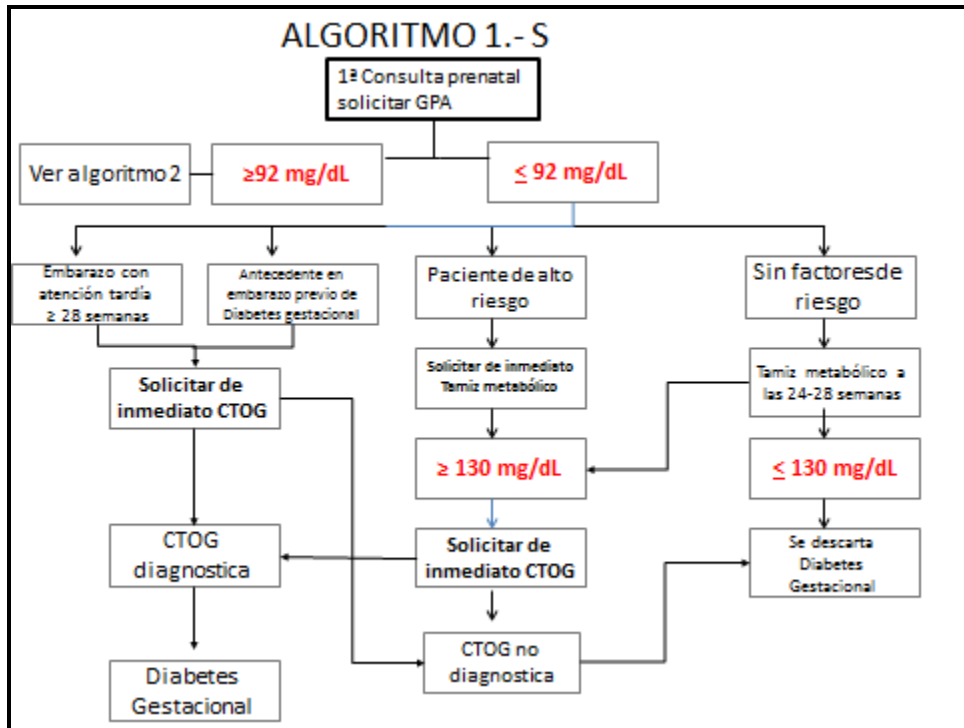 ALGORITMO 1.- S
1ª Consulta prenatal
solicitar GPA
Ver algoritmo 2
≥92 mg/dL
≤ 92 mg/dL
Embarazo con
atención tardía
≥ 28 semanas
Antecedente en
embarazo previo de
Diabetes gestacional
Paciente de alto
riesgo
Sin factores de
riesgo
Solicitar de
inmediato CTOG
Solicitar de inmediato
Tamiz metabólico
Tamiz metabólico a
las 24-28 semanas
≥ 130 mg/dL
≤ 130 mg/dL
CTOG
diagnostica
Solicitar de
inmediato CTOG
Se descarta
Diabetes
Gestacional
CTOG no
diagnostica
Diabetes
Gestacional